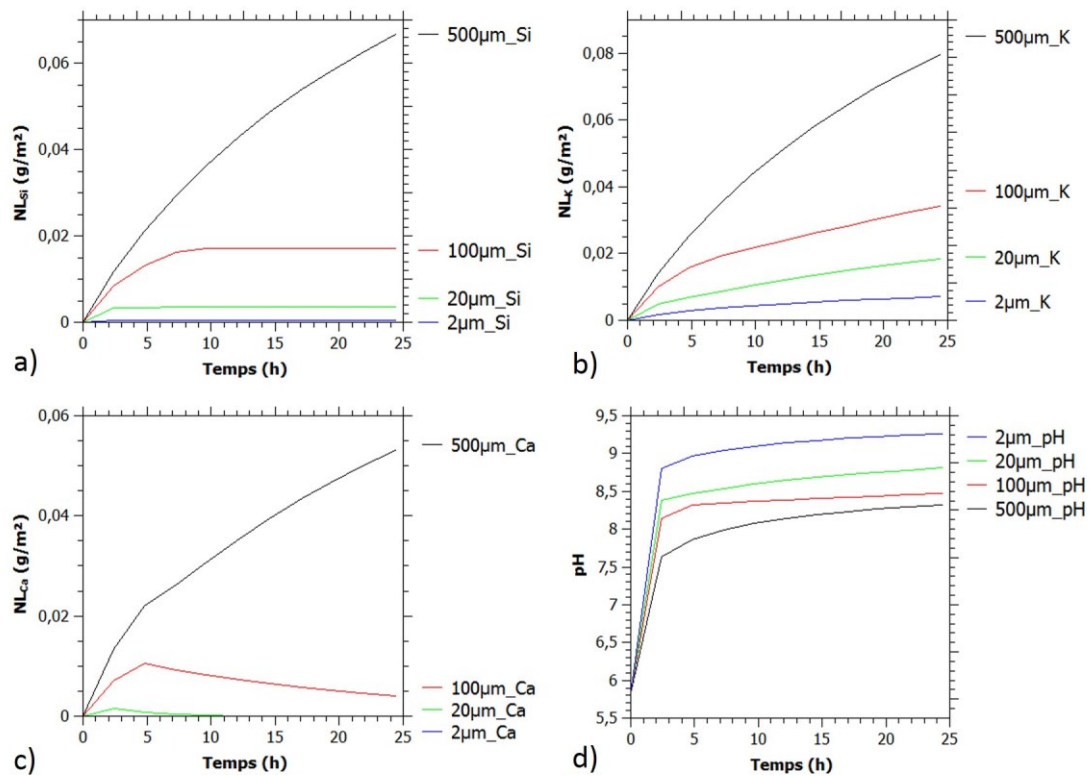 NL_Si (g/m²)
0,06
0,04
0,02
0
0 5 10 15 20 25
Temps (h)
500µm_Si
100µm_Si
20µm_Si
2µm_Si
a)
NL_K (g/m²)
0,08
0,06
0,04
0,02
0
0 5 10 15 20 25
Temps (h)
500µm_K
100µm_K
20µm_K
2µm_K
b)
NL_Ca (g/m²)
0,06
0,04
0,02
0
0 5 10 15 20 25
Temps (h)
500µm_Ca
100µm_Ca
20µm_Ca
2µm_Ca
c)
pH
9,5
9
8,5
8
7,5
7
6,5
6
5,5
0 5 10 15 20 25
Temps (h)
2µm_pH
20µm_pH
100µm_pH
500µm_pH
d)